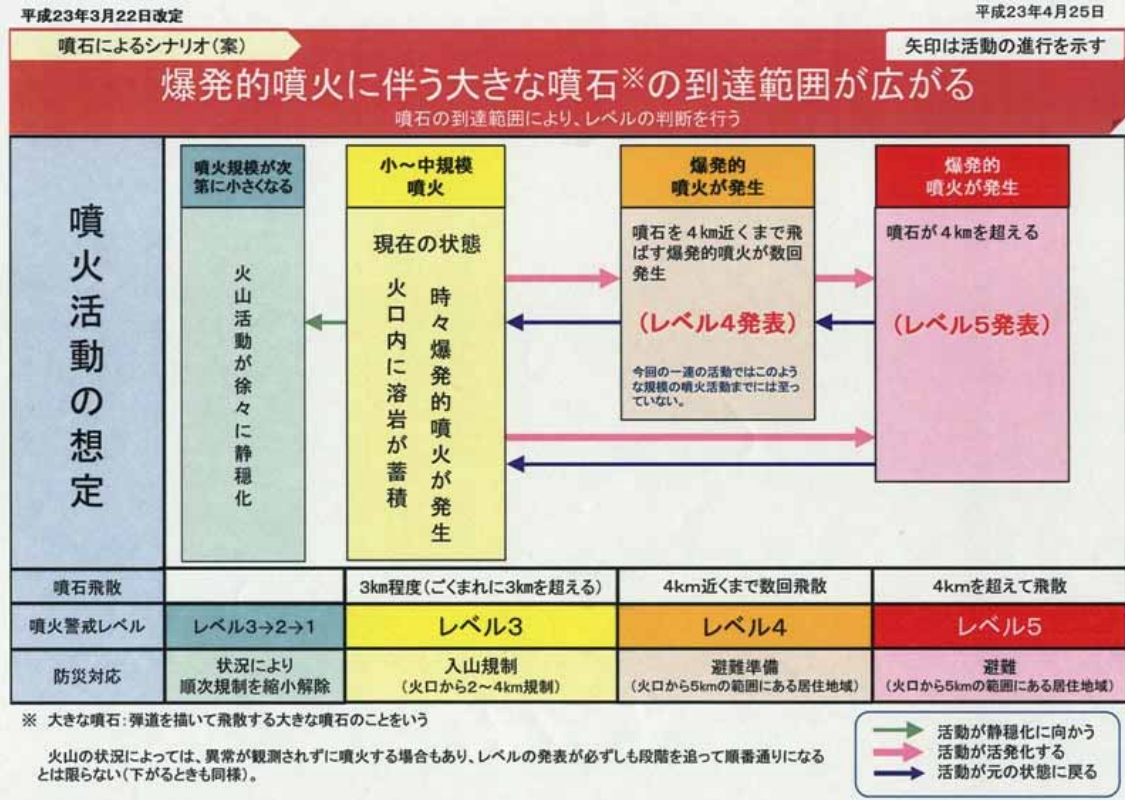 平成23年3月22日改定
平成23年4月25日
噴石によるシナリオ(案)
矢印は活動の進行を示す
爆発的噴火に伴う大きな噴石※の到達範囲が広がる
噴石の到達範囲により、レベルの判断を行う
噴火活動の想定
噴火規模が次
第に小さくなる
火山活動が徐々に静穏化
小～中規模
噴火
現在の状態
時々爆発的噴火が発生
火口内に溶岩が蓄積
爆発的
噴火が発生
噴石を4km近くまで飛
ばす爆発的噴火が数回
発生
(レベル4発表)
今回の一連の活動ではこのよう
な規模の噴火活動までには至っ
ていない。
爆発的
噴火が発生
噴石が4kmを超える
(レベル5発表)
噴石飛散
3km程度(ごくまれに3kmを超える)
4km近くまで数回飛散
4kmを超えて飛散
噴火警戒レベル
レベル3→2→1
レベル3
レベル4
レベル5
防災対応
状況により
順次規制を縮小解除
入山規制
(火口から2～4km規制)
避難準備
(火口から5kmの範囲にある居住地域)
避難
(火口から5kmの範囲にある居住地域)
※ 大きな噴石:弾道を描いて飛散する大きな噴石のことをいう
火山の状況によっては、異常が観測されずに噴火する場合もあり、レベルの発表が必ずしも段階を追って順番通りになる
とは限らない(下がるときも同様)。
活動が静穏化に向かう
活動が活発化する
活動が元の状態に戻る